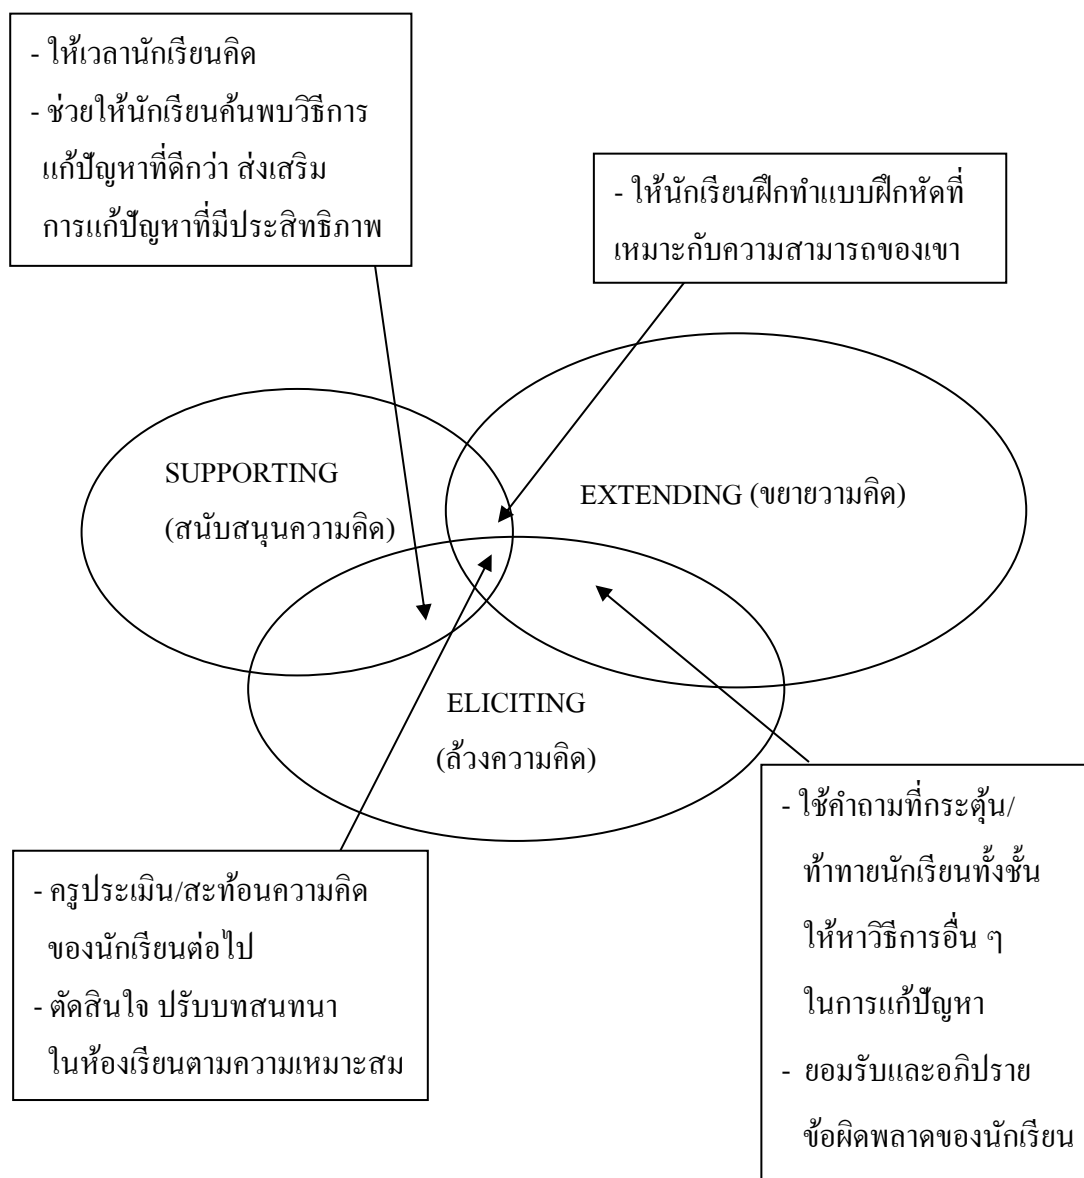 - ให้เวลานักเรียนคิด
- ช่วยให้นักเรียนค้นพบวิธีการ
แก้ปัญหาที่ดีกว่า ส่งเสริม
การแก้ปัญหาที่มีประสิทธิภาพ
- ให้นักเรียนฝึกทำแบบฝึกหัดที่
เหมาะกับความสามารถของเขา
SUPPORTING
(สนับสนุนความคิด)
EXTENDING (ขยายวามคิด)
ELICITING
(ล้วงความคิด)
- ครูประเมิน/สะท้อนความคิด
ของนักเรียนต่อไป
- ตัดสินใจ ปรับบทสนทนา
ในห้องเรียนตามความเหมาะสม
- ใช้คำถามที่กระตุ้น/
ท้าทายนักเรียนทั้งชั้น
ให้หาวิธีการอื่น ๆ
ในการแก้ปัญหา
- ยอมรับและอภิปราย
ข้อผิดพลาดของนักเรียน